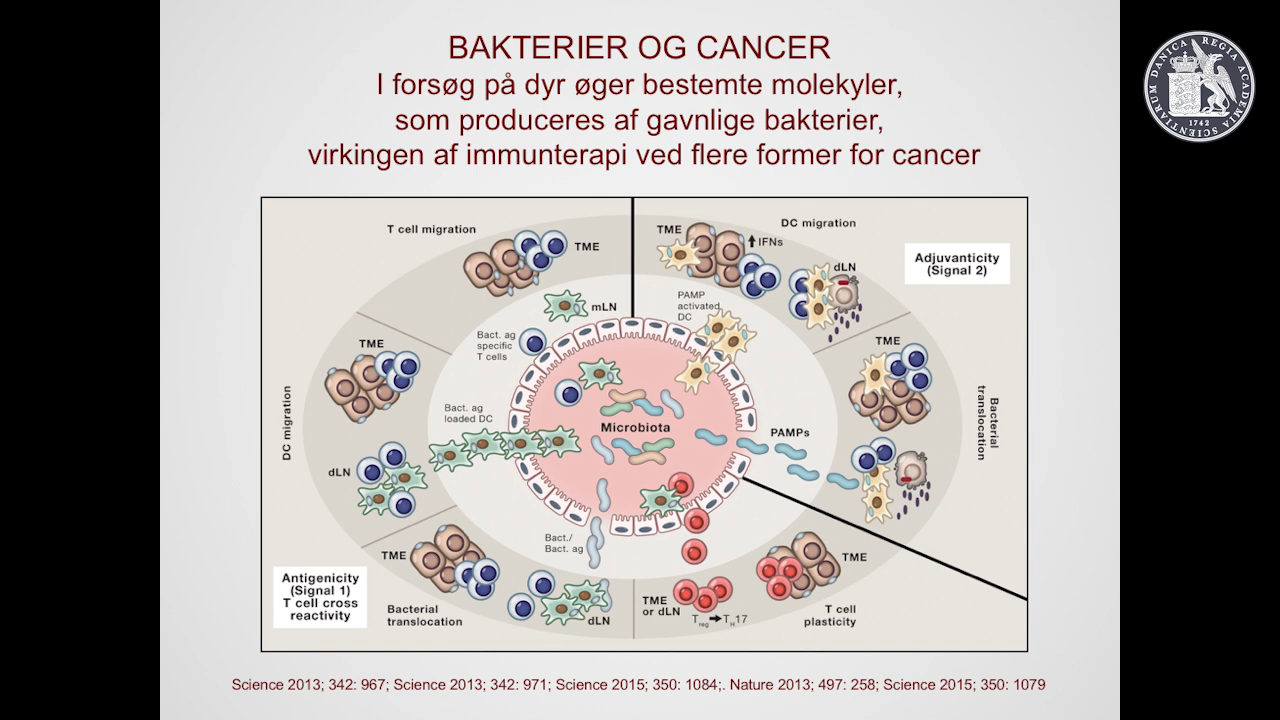 BAKTERIER OG CANCER
I forsøg på dyr øger bestemte molekyler,
som produceres af gavnlige bakterier,
virkingen af immunterapi ved flere former for cancer
REGIA ACADEMIA SCIENTIARUM DANICA
1742
T cell migration
TME
mLN
Bact. ag
specific
T cells
TME
DC migration
Bact. ag
loaded DC
dLN
TME
Bacterial
translocation
Bact./
Bact. ag
dLN
Antigenicity
(Signal 1)
T cell cross
reactivity
Microbiota
DC migration
TME
IFNs
dLN
PAMP
activated
DC
Adjuvanticity
(Signal 2)
TME
Bacterial
translocation
PAMPs
TME
TME
or dLN
Treg TH17
T cell
plasticity
Science 2013; 342: 967; Science 2013; 342: 971; Science 2015; 350: 1084;. Nature 2013; 497: 258; Science 2015; 350: 1079